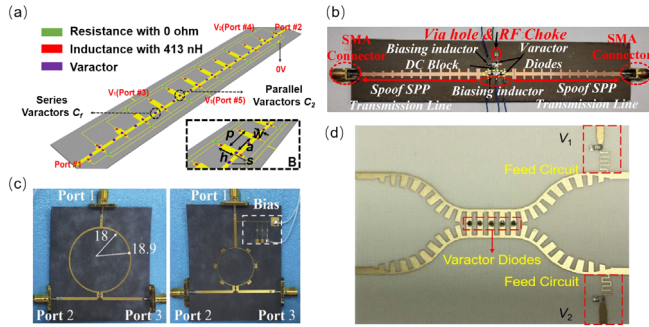 (a)
Resistance with 0 ohm
Inductance with 413 nH
Varactor
V₂(Port #4)
Port #2
0V
V₁(Port #3)
V₃(Port #5)
Series
Varactors C₁
Parallel
Varactors C₂
Port #1
p
w
a
h
s
B
(b)
Via hole & RF Choke
SMA
Connector
Biasing inductor
DC Block
Varactor
Diodes
SMA
Connector
Spoof SPP
Transmission Line
Biasing inductor
Spoof SPP
Transmission Line
(c)
Port 1
18
18.9
Port 2
Port 3
Port 1
Bias
Port 2
Port 3
(d)
V₁
Feed Circuit
Varactor Diodes
Feed Circuit
V₂